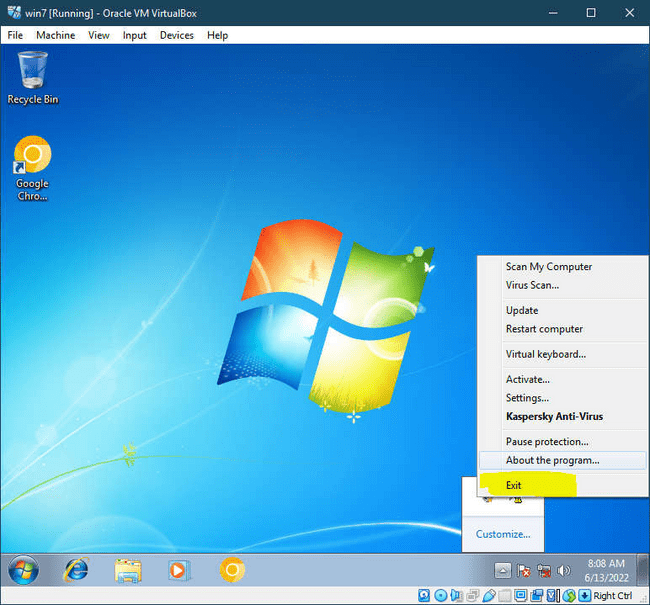 win7 [Running] - Oracle VM VirtualBox
File Machine View Input Devices Help
Recycle Bin
Google
Chro...
Scan My Computer
Virus Scan...
Update
Restart computer
Virtual keyboard...
Activate...
Settings...
Kaspersky Anti-Virus
Pause protection...
About the program...
Exit
Customize...
8:08 AM
6/13/2022
Right Ctrl